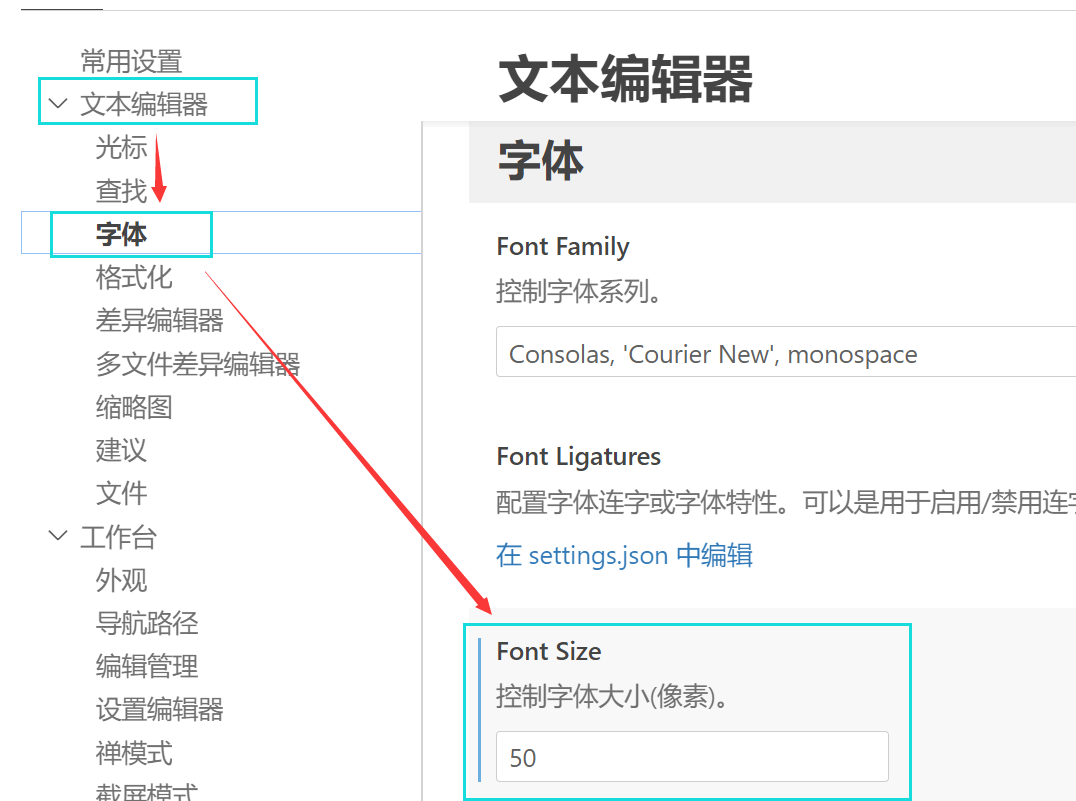 常用设置
文本编辑器
光标
查找
字体
格式化
差异编辑器
多文件差异编辑器
缩略图
建议
文件
工作台
外观
导航路径
编辑管理
设置编辑器
禅模式
截屏模式
文本编辑器
字体
Font Family
控制字体系列。
Consolas, 'Courier New', monospace
Font Ligatures
配置字体连字或字体特性。可以是用于启用/禁用连字
在 settings.json 中编辑
Font Size
控制字体大小(像素)。
50